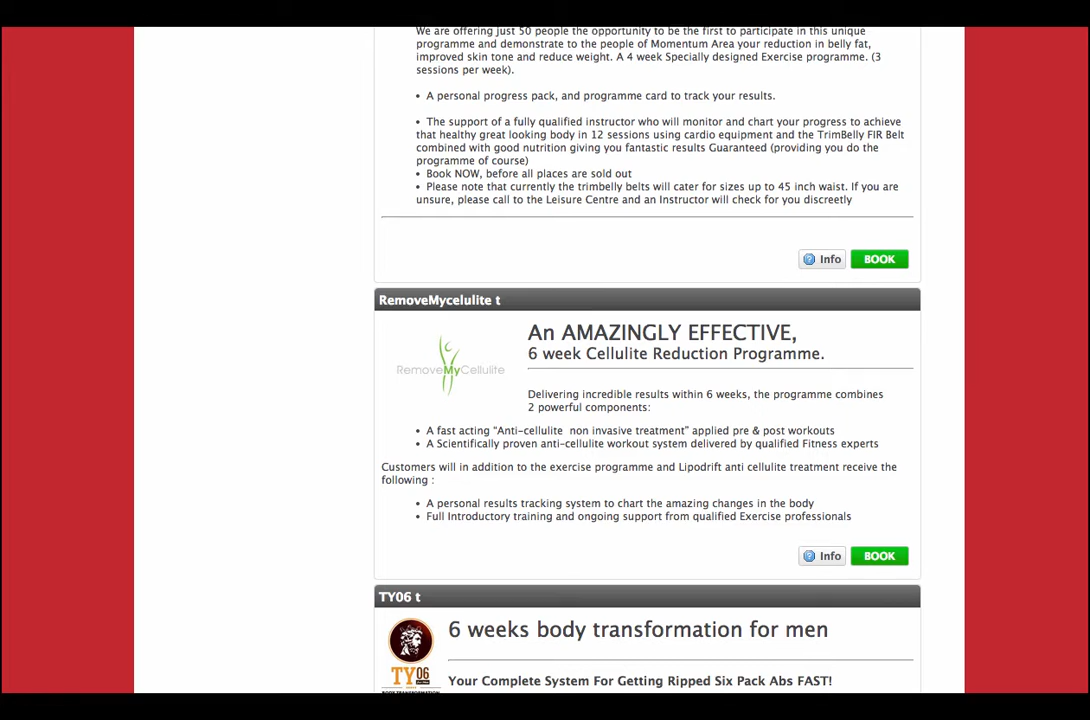 We are offering just 50 people the opportunity to be the first to participate in this unique
programme and demonstrate to the people of Momentum Area your reduction in belly fat,
improved skin tone and reduce weight. A 4 week Specially designed Exercise programme. (3
sessions per week).
• A personal progress pack, and programme card to track your results.
• The support of a fully qualified instructor who will monitor and chart your progress to achieve
that healthy great looking body in 12 sessions using cardio equipment and the TrimBelly FIR Belt
combined with good nutrition giving you fantastic results Guaranteed (providing you do the
programme of course)
• Book NOW, before all places are sold out
• Please note that currently the trimbelly belts will cater for sizes up to 45 inch waist. If you are
unsure, please call to the Leisure Centre and an Instructor will check for you discreetly
Info BOOK
RemoveMycelulite t
An AMAZINGLY EFFECTIVE,
6 week Cellulite Reduction Programme.
RemoveMyCellulite
Delivering incredible results within 6 weeks, the programme combines
2 powerful components:
• A fast acting “Anti-cellulite  non invasive treatment” applied pre & post workouts
• A Scientifically proven anti-cellulite workout system delivered by qualified Fitness experts
Customers will in addition to the exercise programme and Lipodrift anti cellulite treatment receive the
following :
• A personal results tracking system to chart the amazing changes in the body
• Full Introductory training and ongoing support from qualified Exercise professionals
Info BOOK
TY06 t
6 weeks body transformation for men
TY06
BODY TRANSFORMATION
Your Complete System For Getting Ripped Six Pack Abs FAST!